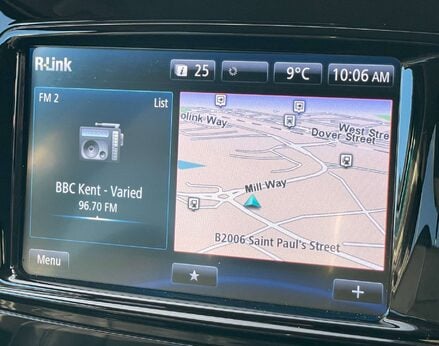 R-Link
25
9°C
10:06 AM
FM 2
List
BBC Kent - Varied
96.70 FM
olink Way
West Stre
Dover Street
Mill Way
B2006 Saint Paul's Street
Menu